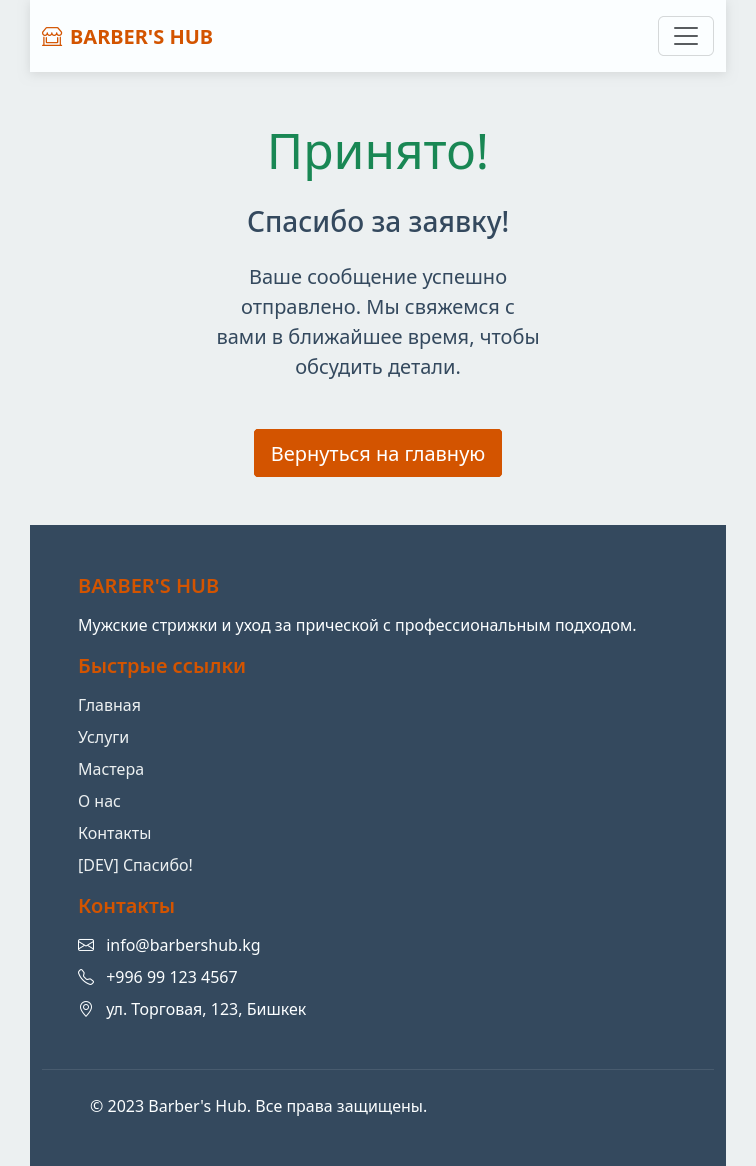 BARBER'S HUB
Принято!
Спасибо за заявку!
Ваше сообщение успешно
отправлено. Мы свяжемся с
вами в ближайшее время, чтобы
обсудить детали.
Вернуться на главную
BARBER'S HUB
Мужские стрижки и уход за прической с профессиональным подходом.
Быстрые ссылки
Главная
Услуги
Мастера
О нас
Контакты
[DEV] Спасибо!
Контакты
info@barbershub.kg
+996 99 123 4567
ул. Торговая, 123, Бишкек
© 2023 Barber's Hub. Все права защищены.